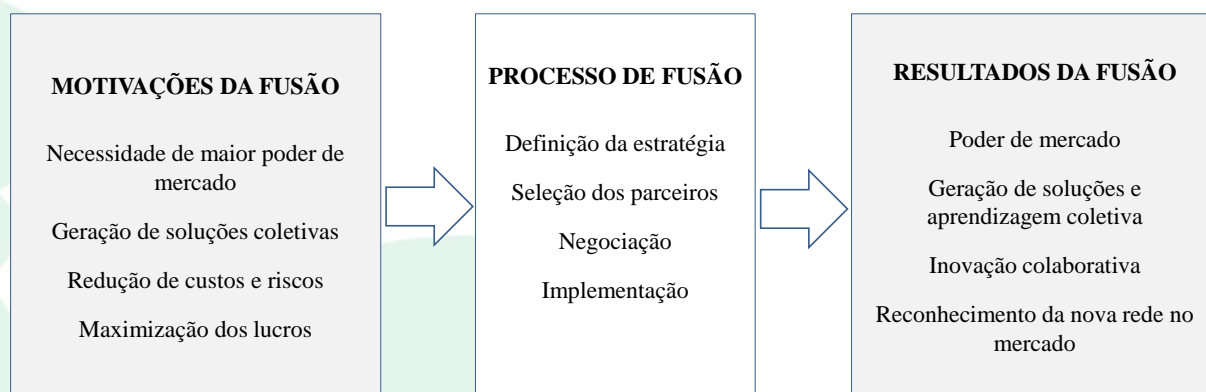 MOTIVAÇÕES DA FUSÃO
Necessidade de maior poder de
mercado
Geração de soluções coletivas
Redução de custos e riscos
Maximização dos lucros
PROCESSO DE FUSÃO
Definição da estratégia
Seleção dos parceiros
Negociação
Implementação
RESULTADOS DA FUSÃO
Poder de mercado
Geração de soluções e
aprendizagem coletiva
Inovação colaborativa
Reconhecimento da nova rede no
mercado